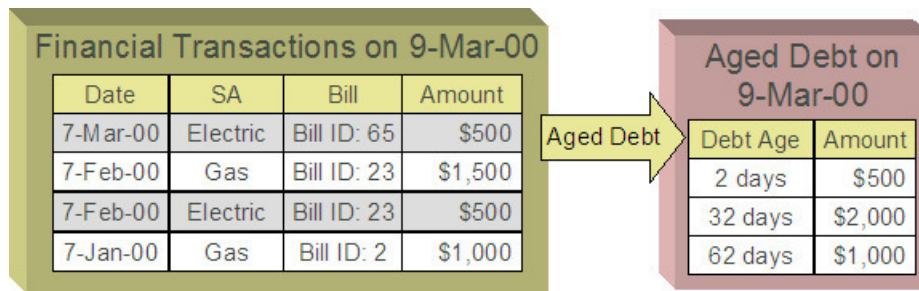 Financial Transactions on 9-Mar-00
Date SA Bill Amount
7-Mar-00 Electric Bill ID: 65 $500
7-Feb-00 Gas Bill ID: 23 $1,500
7-Feb-00 Electric Bill ID: 23 $500
7-Jan-00 Gas Bill ID: 2 $1,000
Aged Debt
Aged Debt on
9-Mar-00
Debt Age Amount
2 days $500
32 days $2,000
62 days $1,000